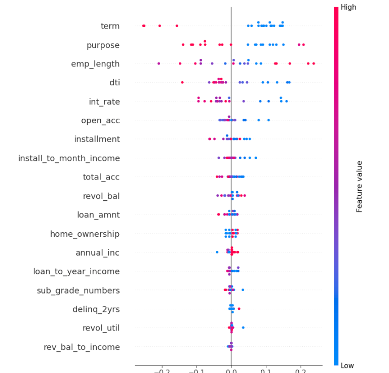 High
term
purpose
emp_length
dti
int_rate
open_acc
installment
install_to_month_income
total_acc
revol_bal
loan_amnt
home_ownership
annual_inc
loan_to_year_income
sub_grade_numbers
delinq_2yrs
revol_util
rev_bal_to_income
Feature value
Low
−0.2 −0.1 0.0 0.1 0.2